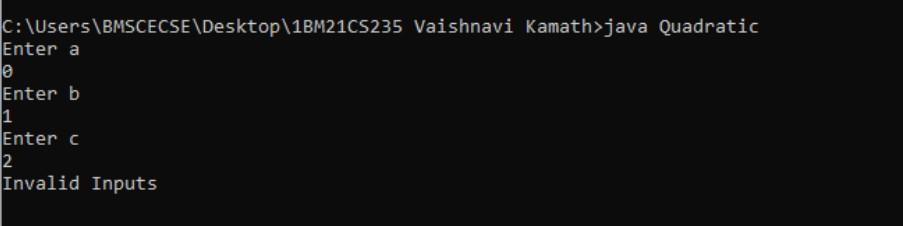 C:\Users\BMSCECSE\Desktop\1BM21CS235 Vaishnavi Kamath>java Quadratic
Enter a
0
Enter b
1
Enter c
2
Invalid Inputs